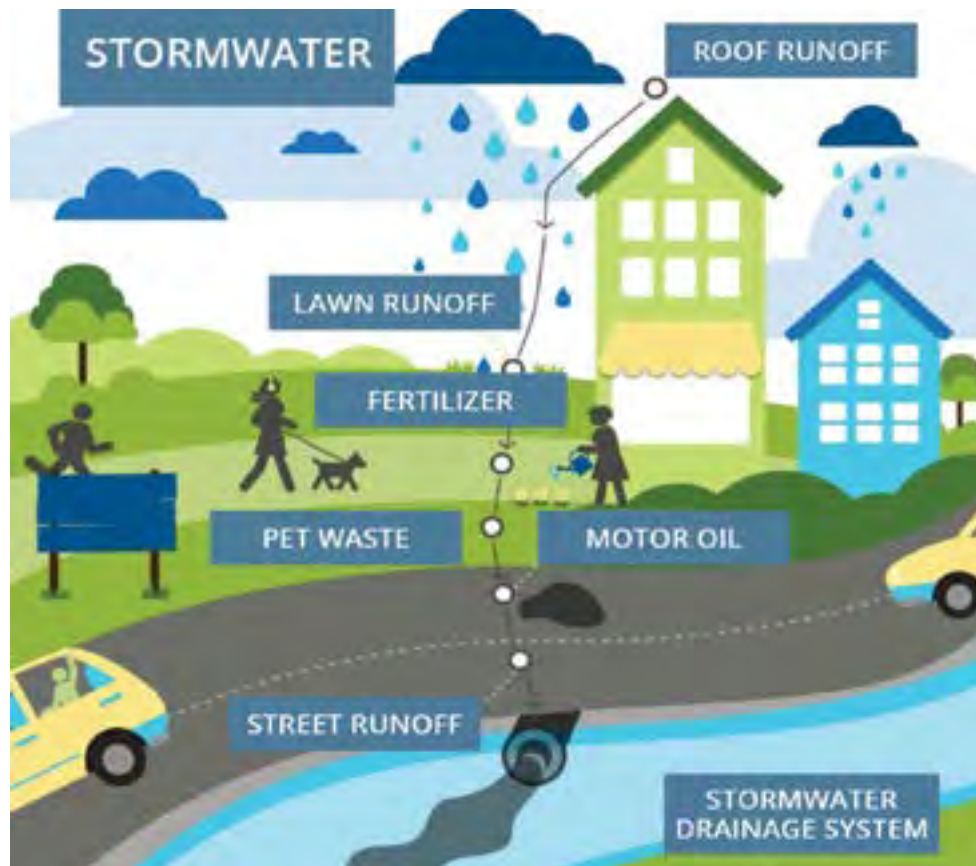 STORMWATER
ROOF RUNOFF
LAWN RUNOFF
FERTILIZER
PET WASTE
MOTOR OIL
STREET RUNOFF
STORMWATER
DRAINAGE SYSTEM